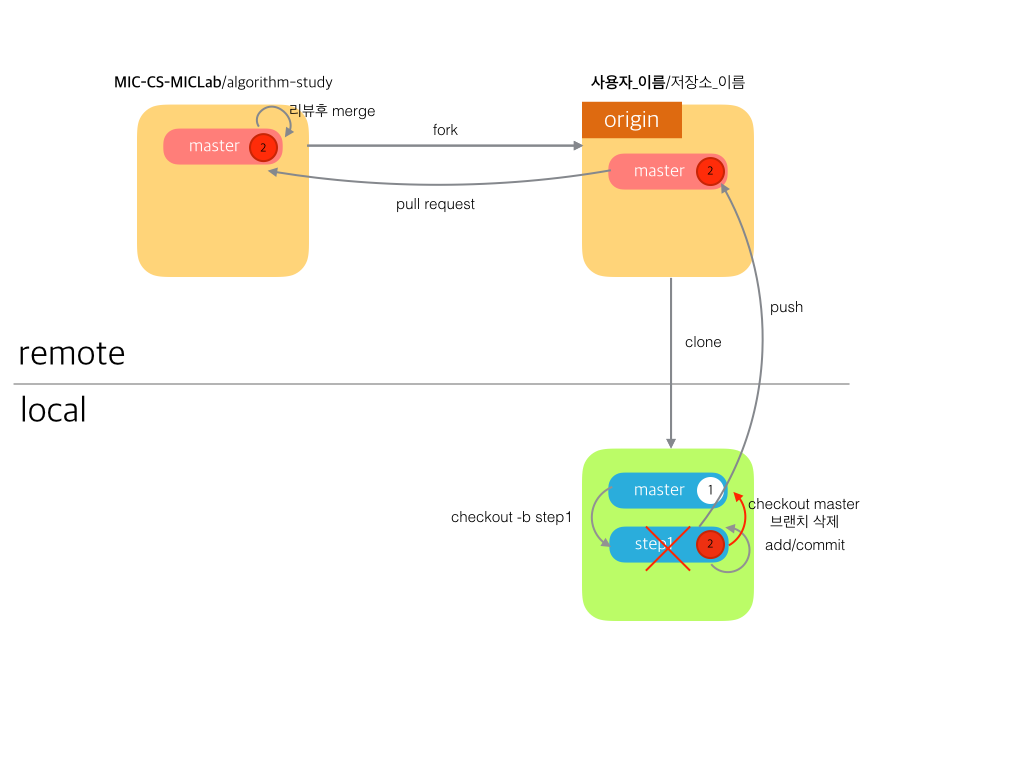 MIC-CS-MICLab/algorithm-study
사용자_이름/저장소_이름
리뷰후 merge
origin
fork
master 2
master 2
pull request
push
clone
remote
local
master 1
checkout -b step1
checkout master
브랜치 삭제
step1 2
add/commit